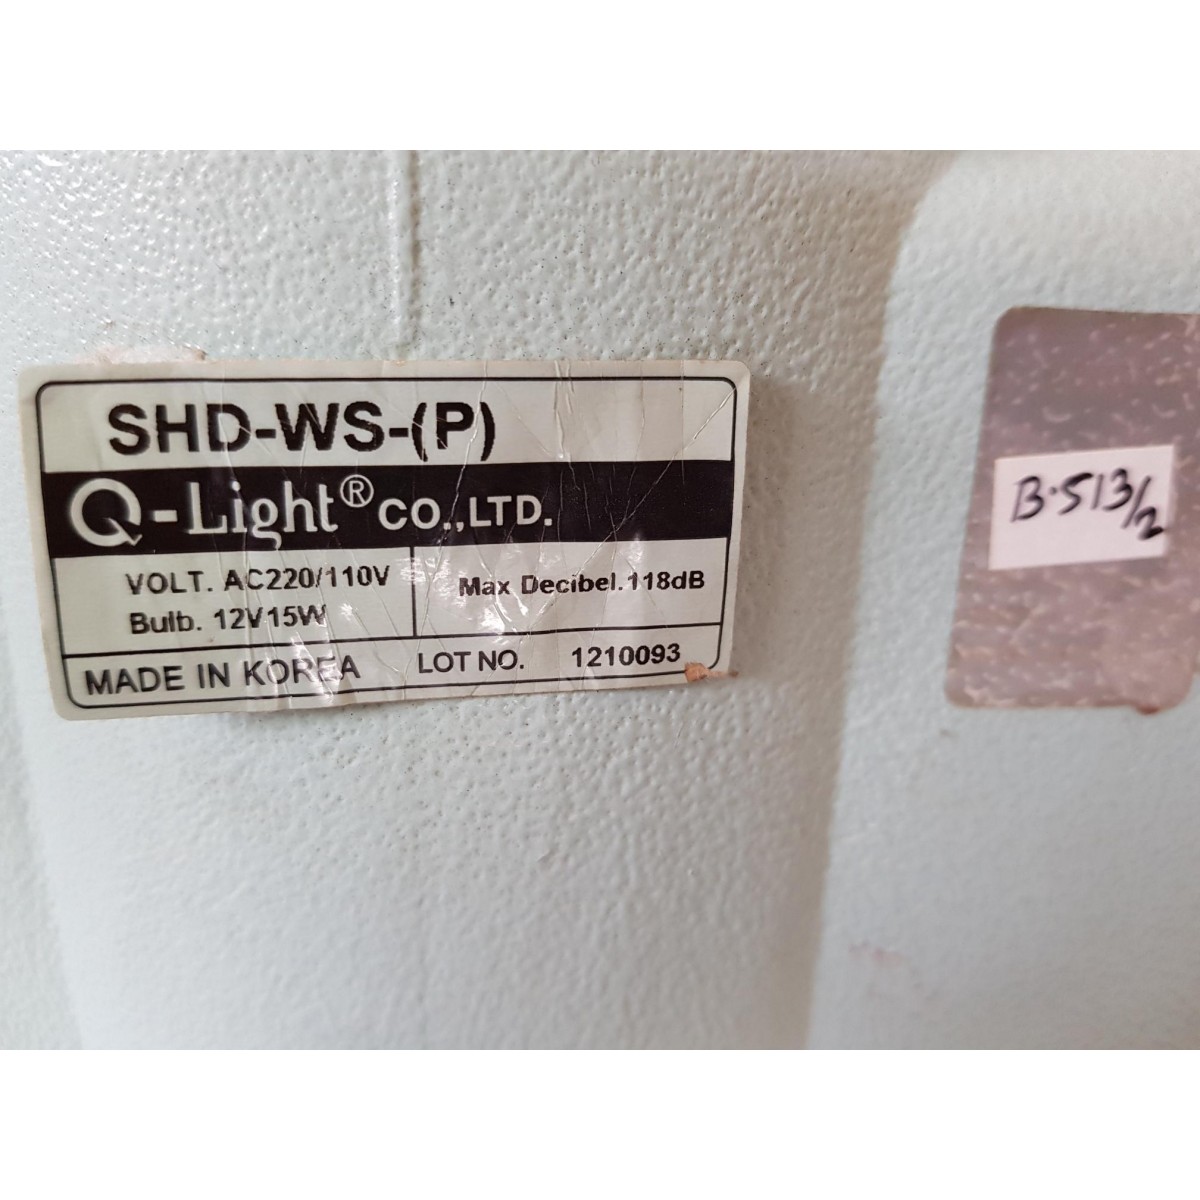 SHD-WS-(P)
Q-Light® CO.,LTD.
VOLT. AC220/110V
Bulb. 12V15W
Max Decibel.118dB
MADE IN KOREA LOT NO. 1210093
B.513/2